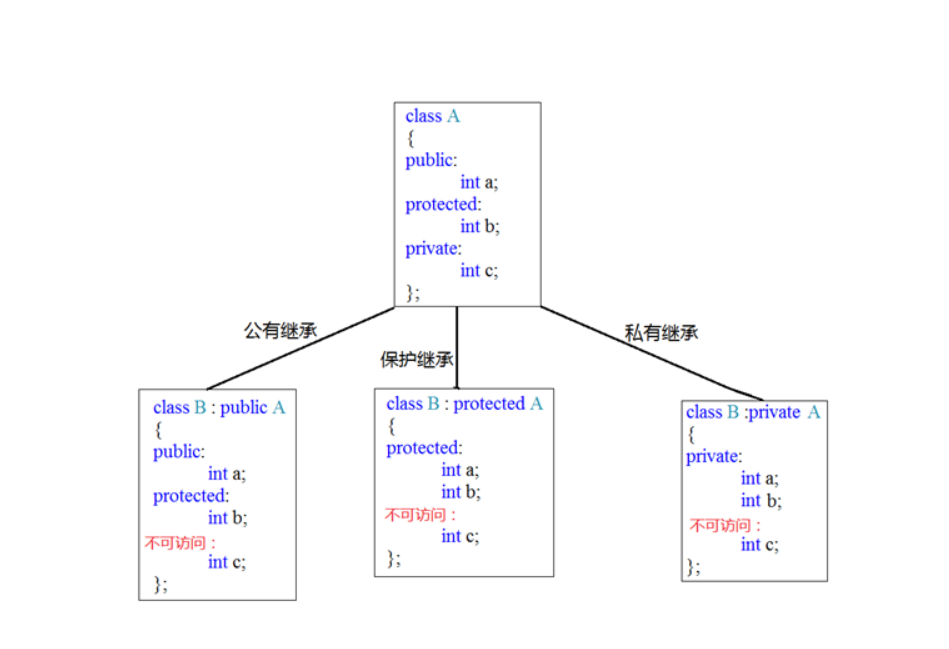 class A
{
public:
int a;
protected:
int b;
private:
int c;
};
公有继承
保护继承
私有继承
class B : public A
{
public:
int a;
protected:
int b;
不可访问：
int c;
};
class B : protected A
{
protected:
int a;
int b;
不可访问：
int c;
};
class B :private A
{
private:
int a;
int b;
不可访问：
int c;
};